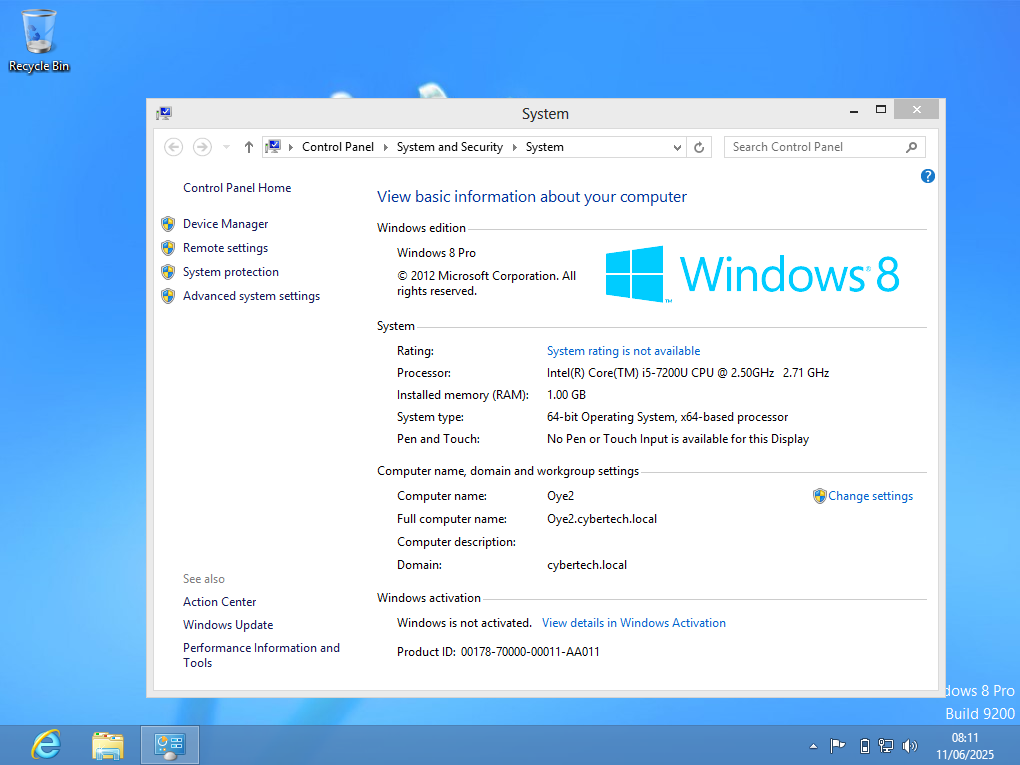 Recycle Bin
System
Control Panel
System and Security
System
Search Control Panel
Control Panel Home
Device Manager
Remote settings
System protection
Advanced system settings
See also
Action Center
Windows Update
Performance Information and
Tools
View basic information about your computer
Windows edition
Windows 8 Pro
© 2012 Microsoft Corporation. All
rights reserved.
Windows® 8
System
Rating: System rating is not available
Processor: Intel(R) Core(TM) i5-7200U CPU @ 2.50GHz 2.71 GHz
Installed memory (RAM): 1.00 GB
System type: 64-bit Operating System, x64-based processor
Pen and Touch: No Pen or Touch Input is available for this Display
Computer name, domain and workgroup settings
Computer name: Oye2 Change settings
Full computer name: Oye2.cybertech.local
Computer description:
Domain: cybertech.local
Windows activation
Windows is not activated. View details in Windows Activation
Product ID: 00178-70000-00011-AA011
dows 8 Pro
Build 9200
08:11
11/06/2025